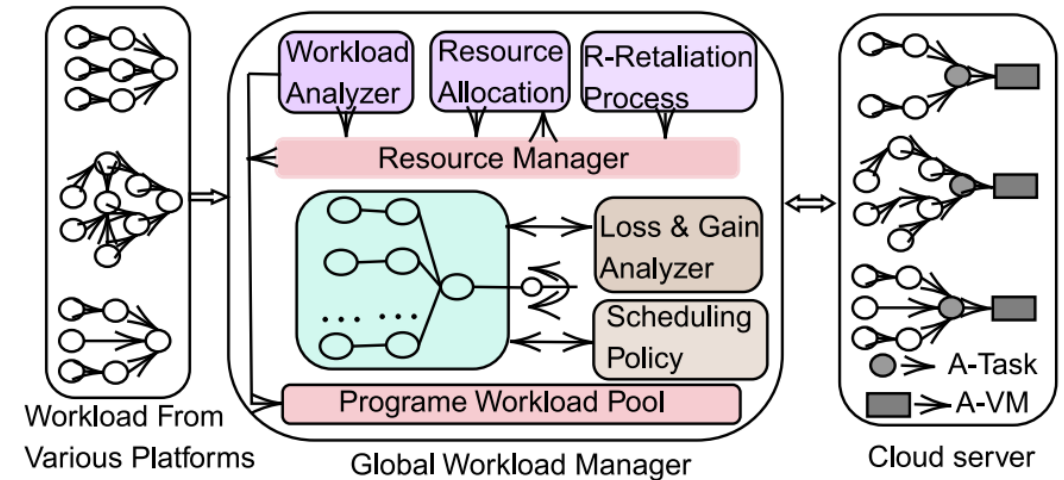 Workload
Analyzer
Resource
Allocation
R-Retaliation
Process
Resource Manager
Loss & Gain
Analyzer
... ...
Scheduling
Policy
Programe Workload Pool
Workload From
Various Platforms
Global Workload Manager
A-Task
A-VM
Cloud server